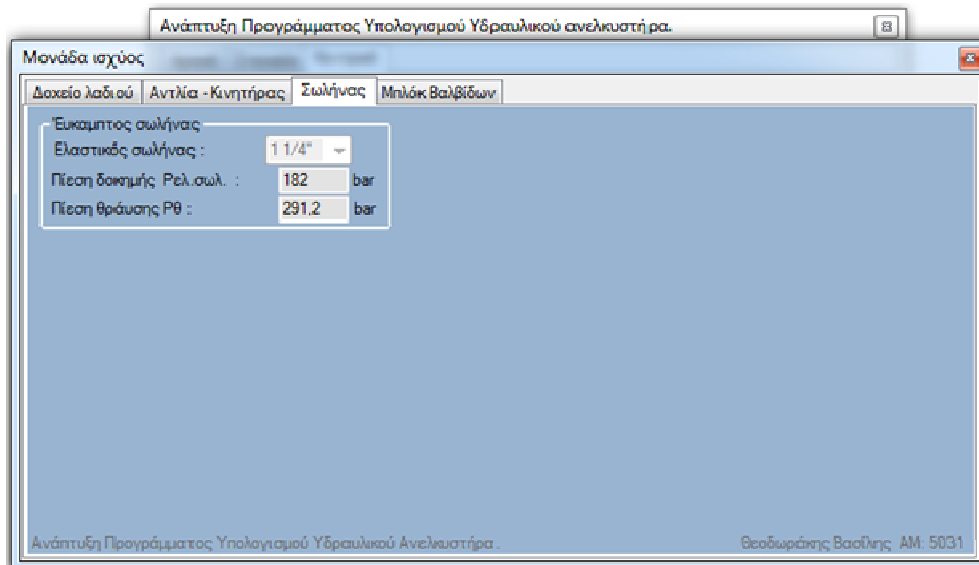 Ανάπτυξη Προγράμματος Υπολογισμού Υδραυλικού ανελκυστήρα.
Μονάδα ισχύος
Δοχείο λαδιού Αντλία - Κινητήρας Σωλήνας Μπλόκ Βαλβίδων
Έυκαμπτος σωλήνας
Ελαστικός σωλήνας :
1 1/4"
Πίεση δοκιμής Ρελ.σωλ. : 182 bar
Πίεση θράυσης Ρθ : 291,2 bar
Ανάπτυξη Προγράμματος Υπολογισμού Υδραυλικού Ανελκυστήρα . Θεοδωράκης Βασίλης ΑΜ: 5031